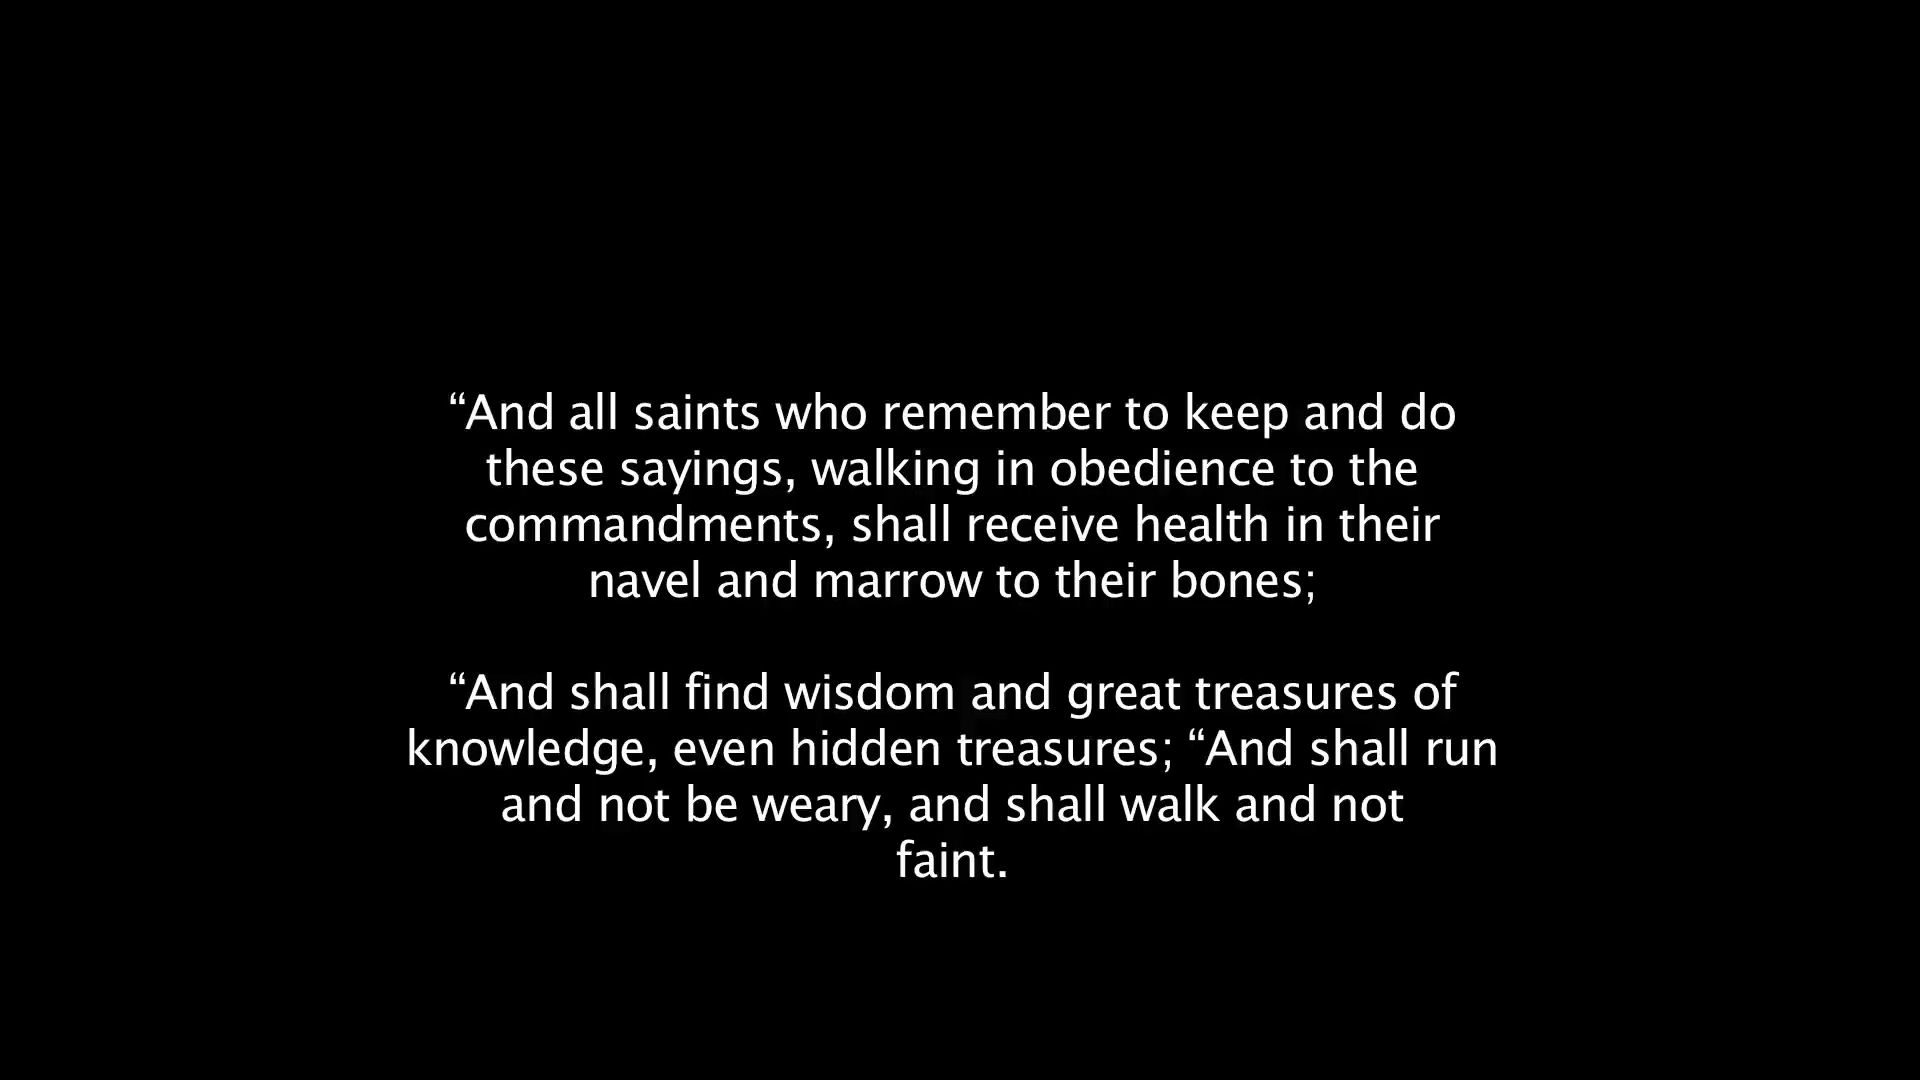 “And all saints who remember to keep and do
these sayings, walking in obedience to the
commandments, shall receive health in their
navel and marrow to their bones;
“And shall find wisdom and great treasures of
knowledge, even hidden treasures; “And shall run
and not be weary, and shall walk and not
faint.